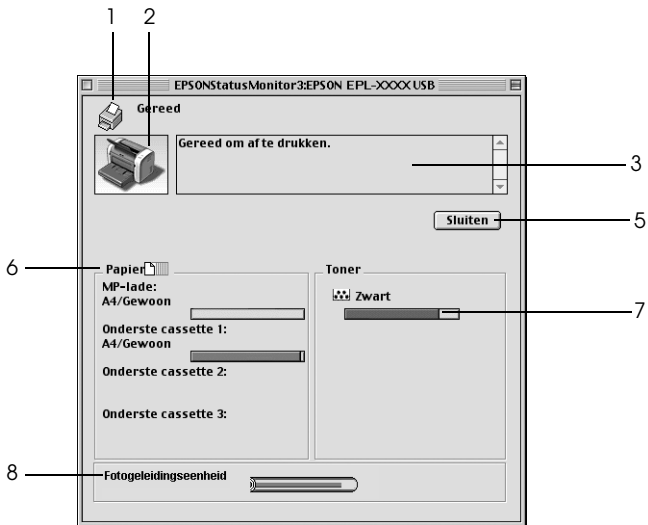 1 2
EPSONStatusMonitor3:EPSON EPL-XXXX USB
Gereed
Gereed om af te drukken.
3
Sluiten
5
6
Papier
MP-lade:
A4/Gewoon
Onderste cassette 1:
A4/Gewoon
Onderste cassette 2:
Onderste cassette 3:
Toner
Zwart
7
8
Fotogeleidingseenheid